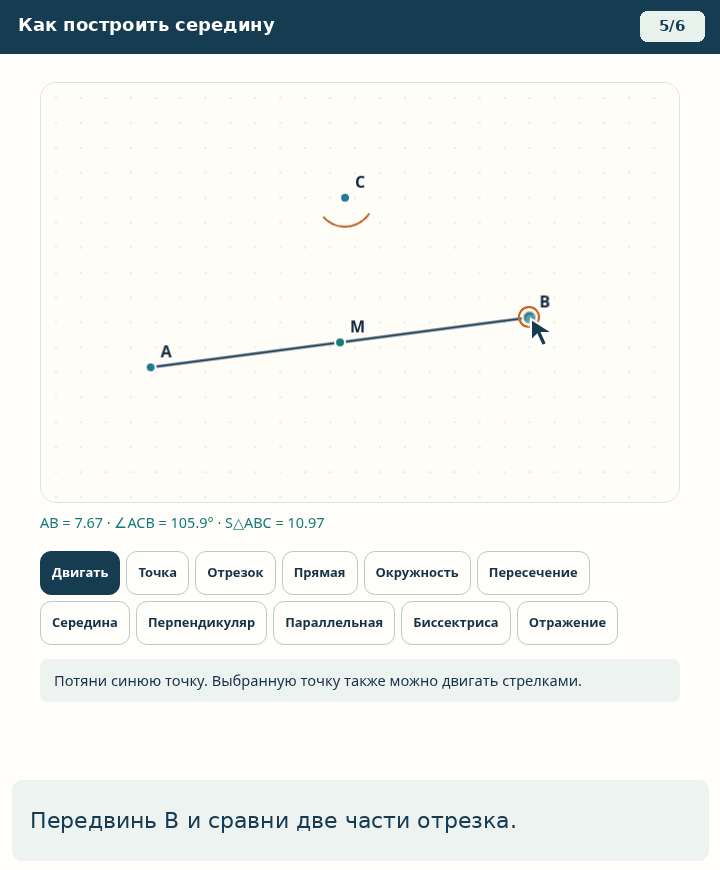 Как построить середину
5/6
C
B
M
A
AB = 7.67 · ∠ACB = 105.9° · S△ABC = 10.97
Двигать Точка Отрезок Прямая Окружность Пересечение
Середина Перпендикуляр Параллельная Биссектриса Отражение
Потяни синюю точку. Выбранную точку также можно двигать стрелками.
Передвинь B и сравни две части отрезка.